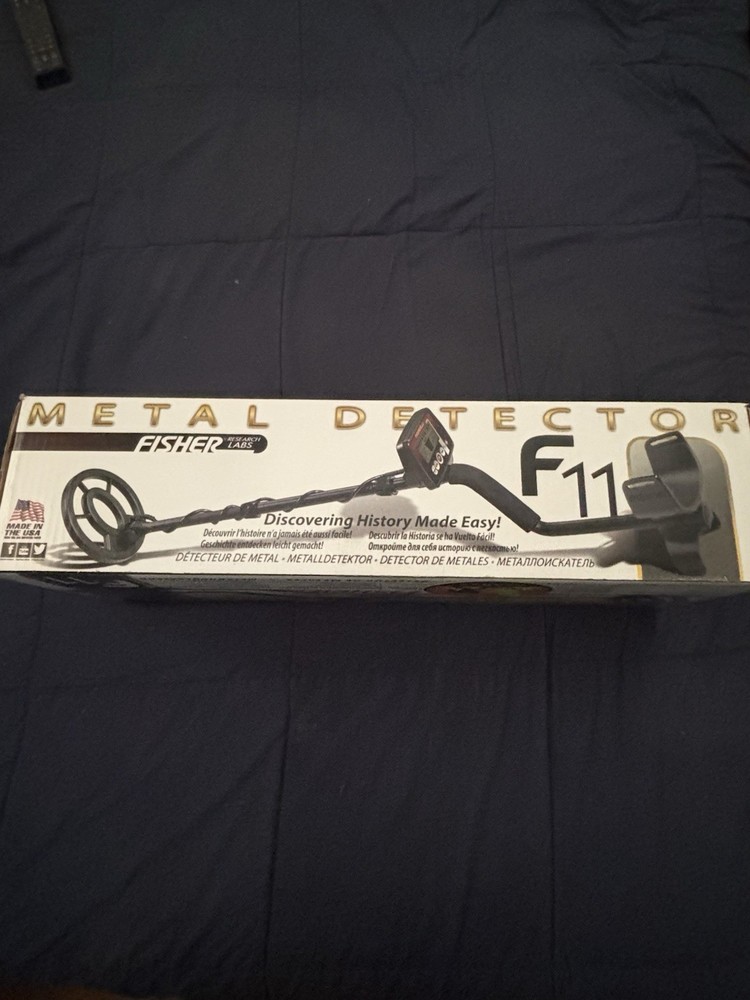 METAL DETECTOR
FISHER RESEARCH LABS
F11
MADE IN
THE USA
Discovering History Made Easy!
Découvrir l'histoire n'a jamais été aussi facile!
Descubrir la Historia se ha Vuelto Fácil!
Geschichte entdecken leicht gemacht!
Откройте для себя историю с легкостью!
DÉTECTEUR DE METAL • METALLDETEKTOR • DETECTOR DE METALES • МЕТАЛЛОИСКАТЕЛЬ